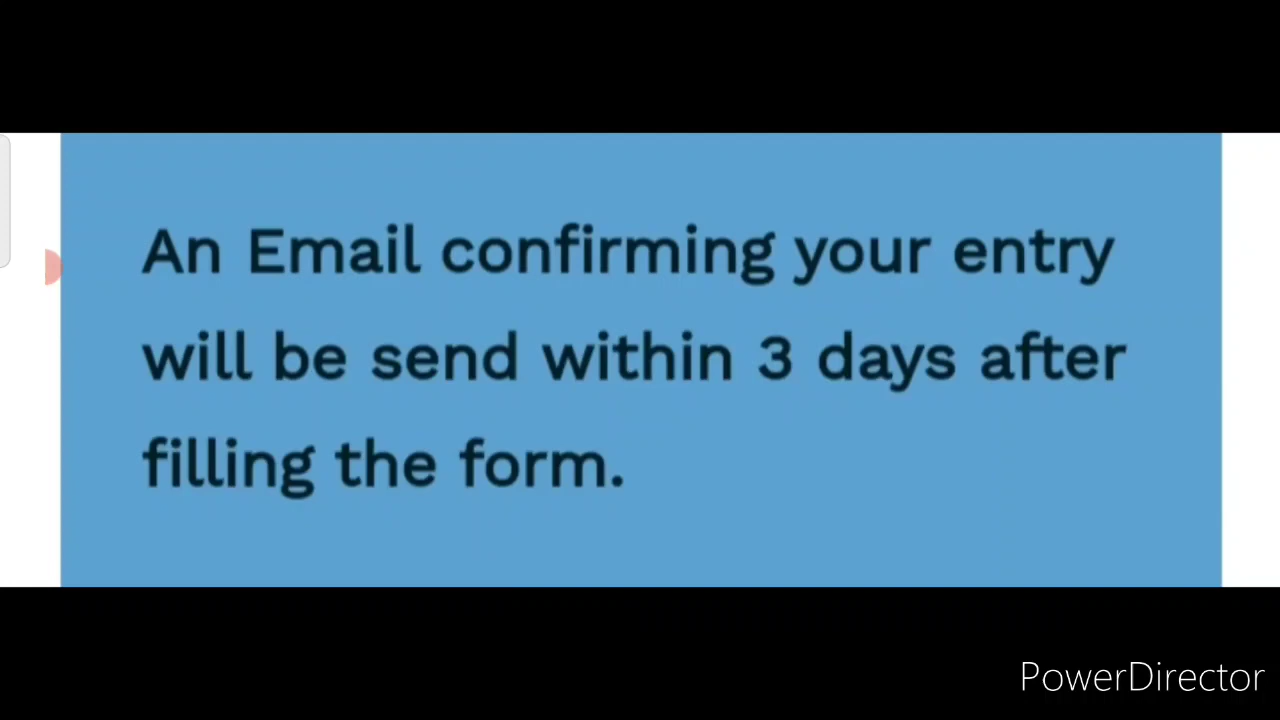 An Email confirming your entry
will be send within 3 days after
filling the form.
PowerDirector